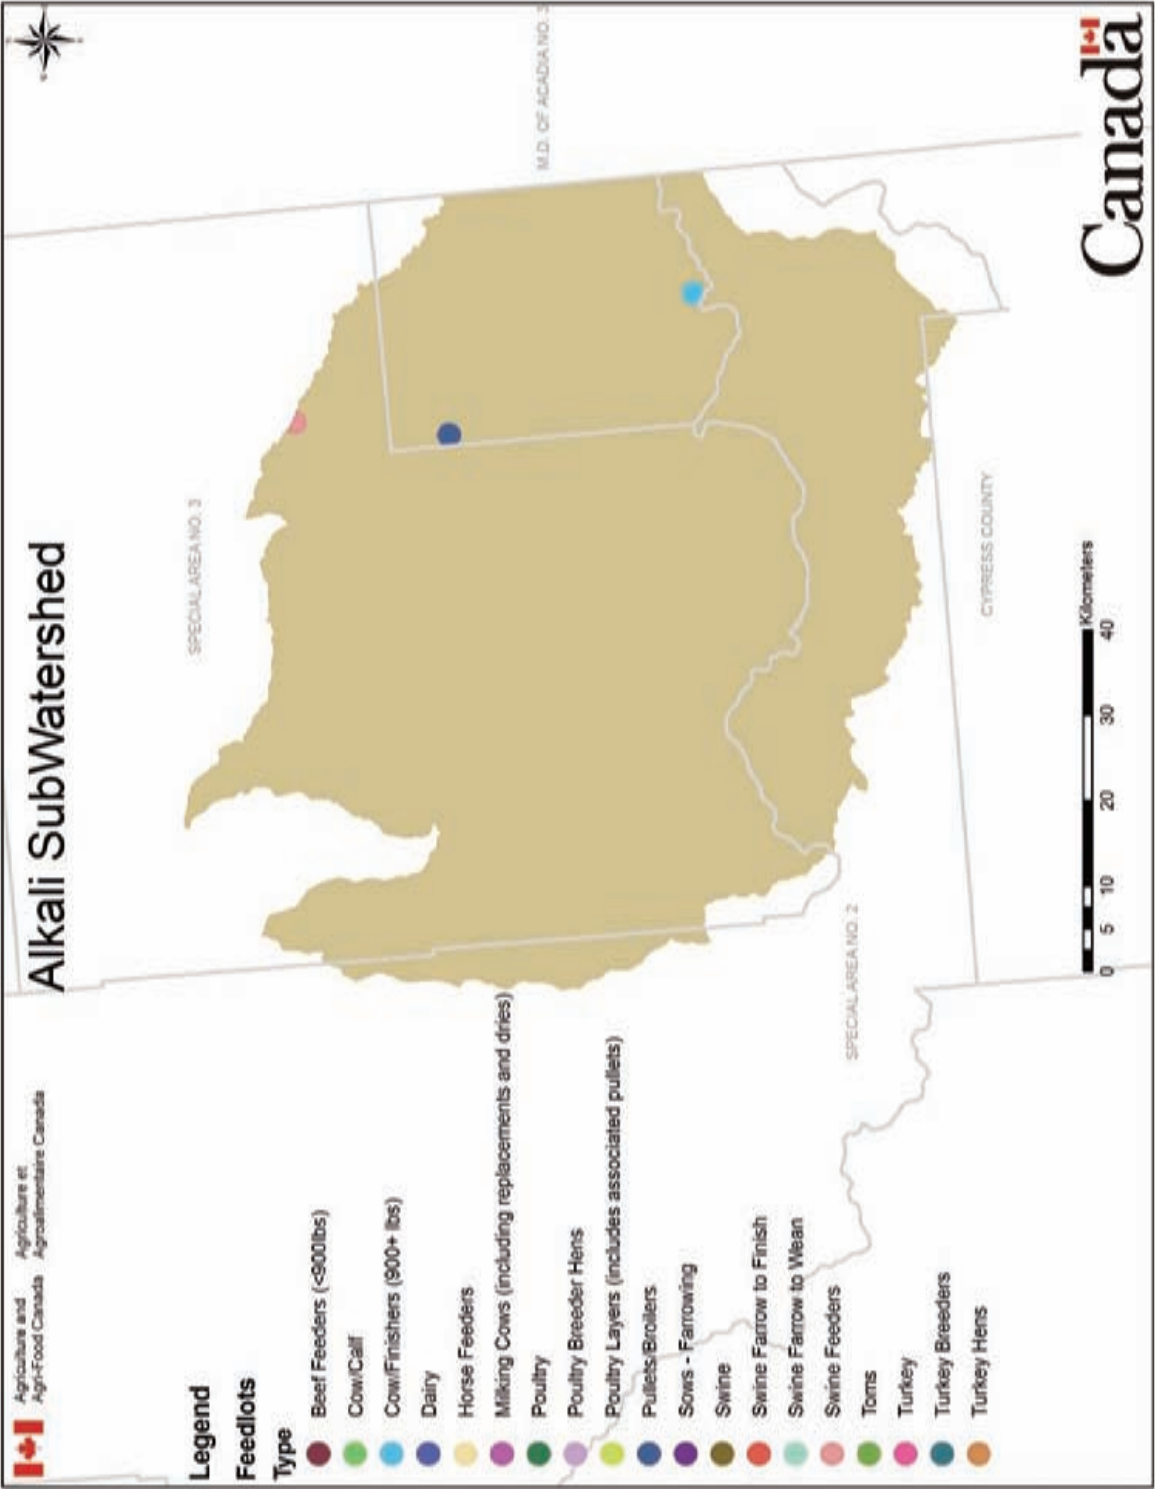 Agriculture and
Agri-Food Canada
Agriculture et
Agroalimentaire Canada
Alkali SubWatershed
Legend
Feedlots
Type
Beef Feeders (<900lbs)
Cow/Calf
Cow/Finishers (900+ lbs)
Dairy
Horse Feeders
Milking Cows (including replacements and dries)
Poultry
Poultry Breeder Hens
Poultry Layers (includes associated pullets)
Pullets/Broilers
Sows - Farrowing
Swine
Swine Farrow to Finish
Swine Farrow to Wean
Swine Feeders
Toms
Turkey
Turkey Breeders
Turkey Hens
SPECIAL AREA NO. 3
M.D. OF ACADIA NO. 3
SPECIAL AREA NO. 2
CYPRESS COUNTY
0 5 10 20 30 40
Kilometers
Canada